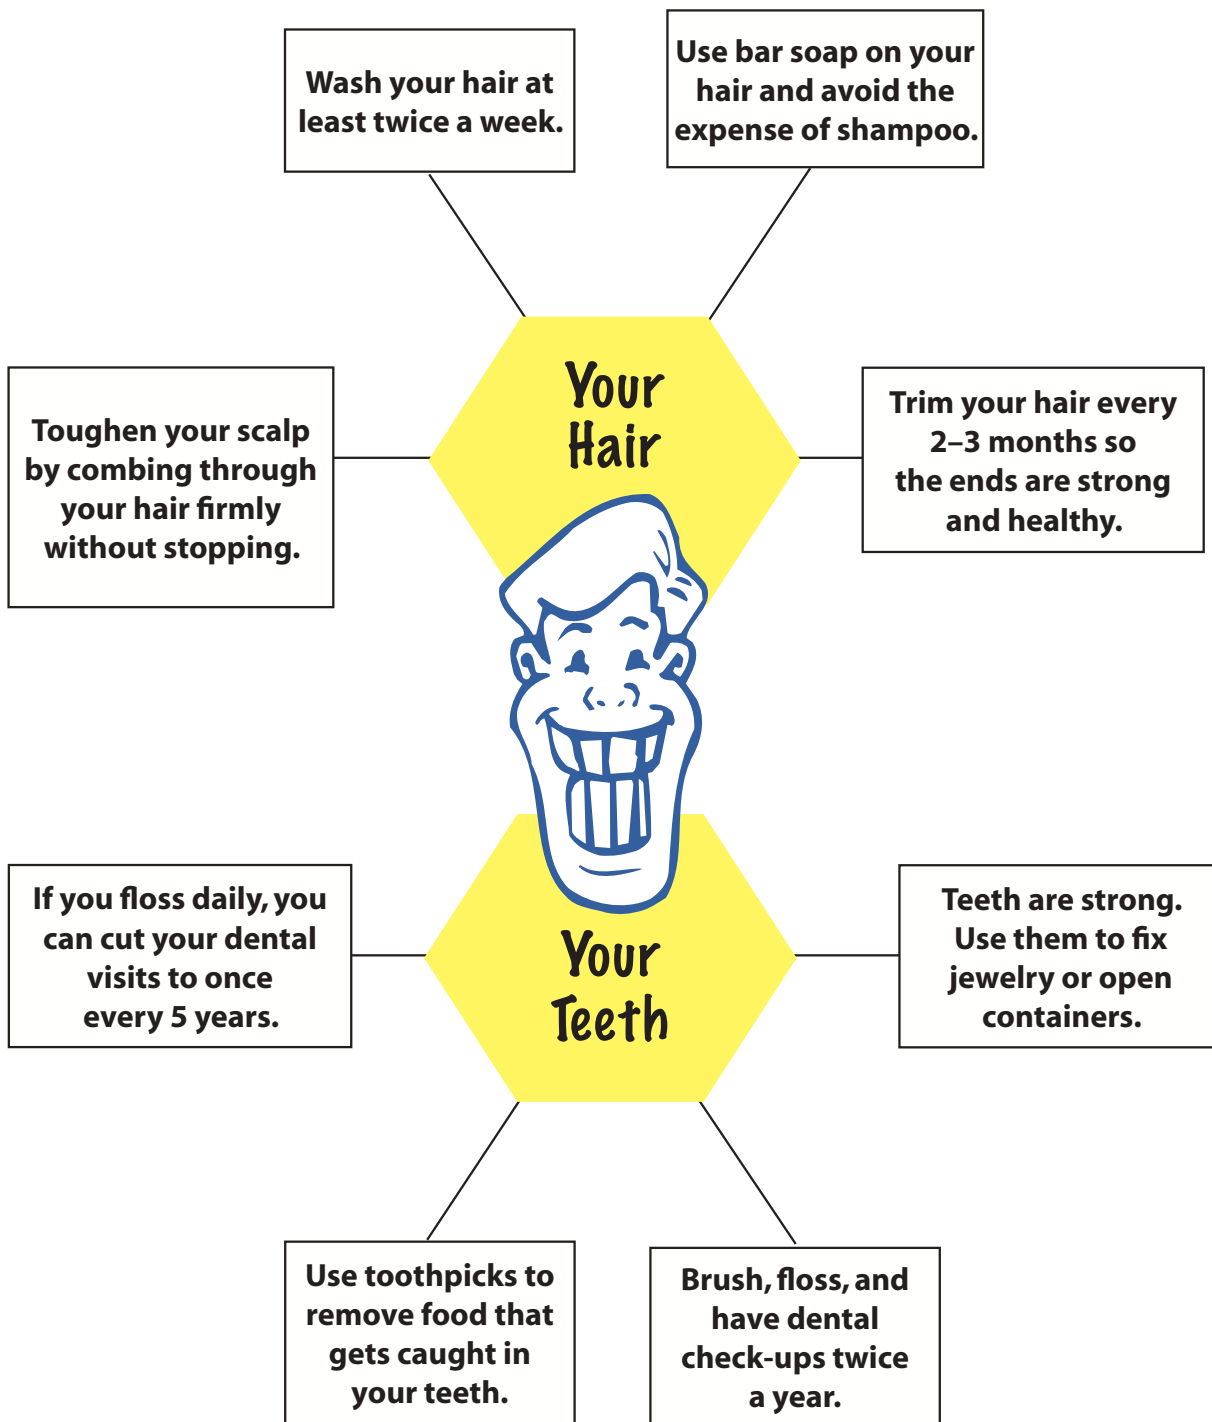 Wash your hair at
least twice a week.
Use bar soap on your
hair and avoid the
expense of shampoo.
Your
Hair
Toughen your scalp
by combing through
your hair firmly
without stopping.
Trim your hair every
2–3 months so
the ends are strong
and healthy.
If you floss daily, you
can cut your dental
visits to once
every 5 years.
Your
Teeth
Teeth are strong.
Use them to fix
jewelry or open
containers.
Use toothpicks to
remove food that
gets caught in
your teeth.
Brush, floss, and
have dental
check-ups twice
a year.